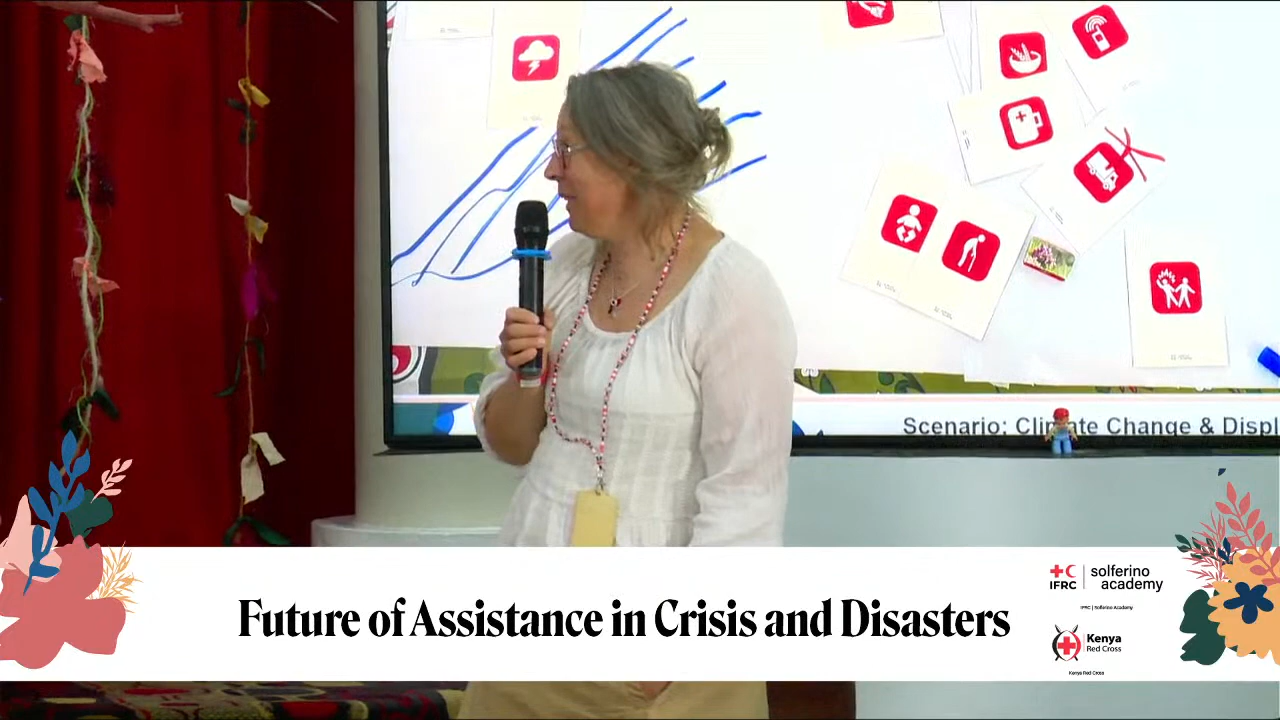 Scenario: Climate Change & Displ
Future of Assistance in Crisis and Disasters
IFRC
solferino
academy
IFRC | Solferino Academy
Kenya
Red Cross
Kenya Red Cross